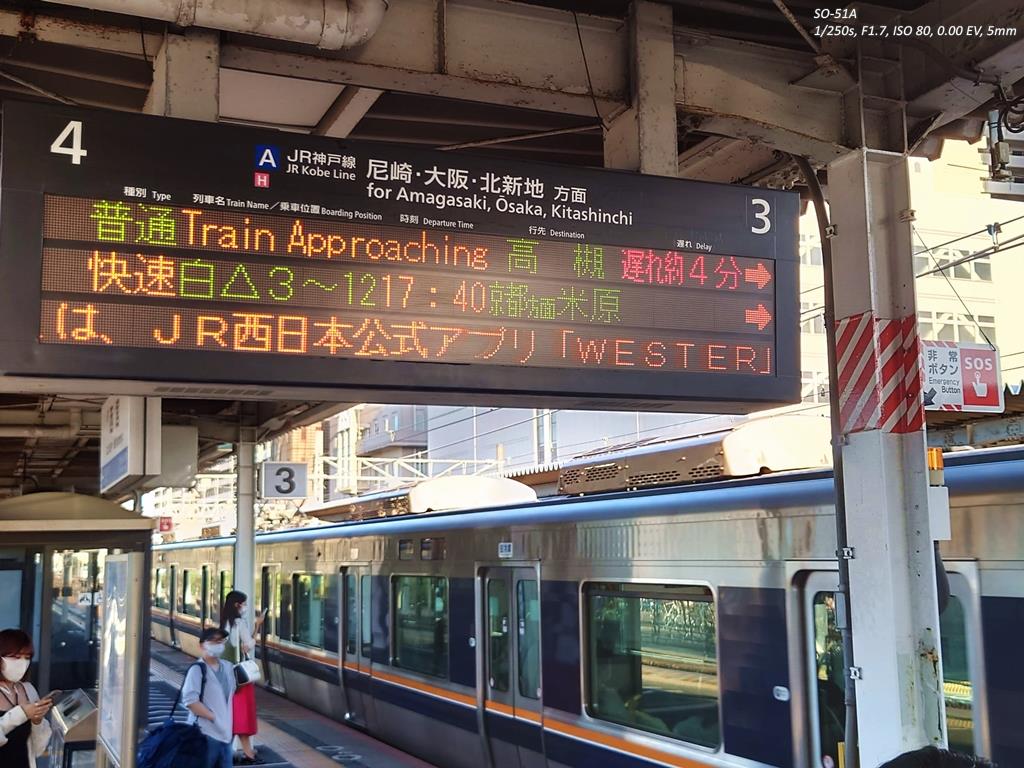 SO-51A
1/250s, F1.7, ISO 80, 0.00 EV, 5mm
4
A JR神戸線
H JR Kobe Line
尼崎・大阪・北新地 方面
for Amagasaki, Ōsaka, Kitashinchi
3
種別 Type 列車名 Train Name／乗車位置 Boarding Position 時刻 Departure Time 行先 Destination 遅れ Delay
普通 Train Approaching 高 槻 遅れ約4分➡
快速 白△3〜12 17：40 京都方面米原 ➡
は、JR西日本公式アプリ「WESTER」
非常
ボタン
Emergency
Button
SOS
3